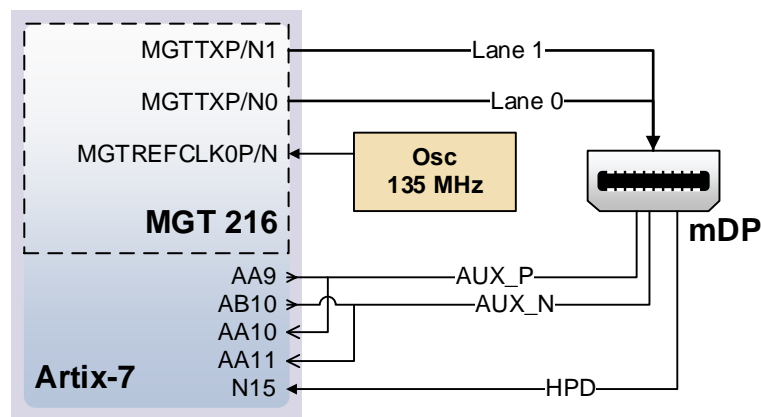 MGTTXP/N1
Lane 1
MGTTXP/N0
Lane 0
MGTREFCLK0P/N
Osc
135 MHz
MGT 216
mDP
AA9
AUX_P
AB10
AUX_N
AA10
AA11
Artix-7
N15
HPD